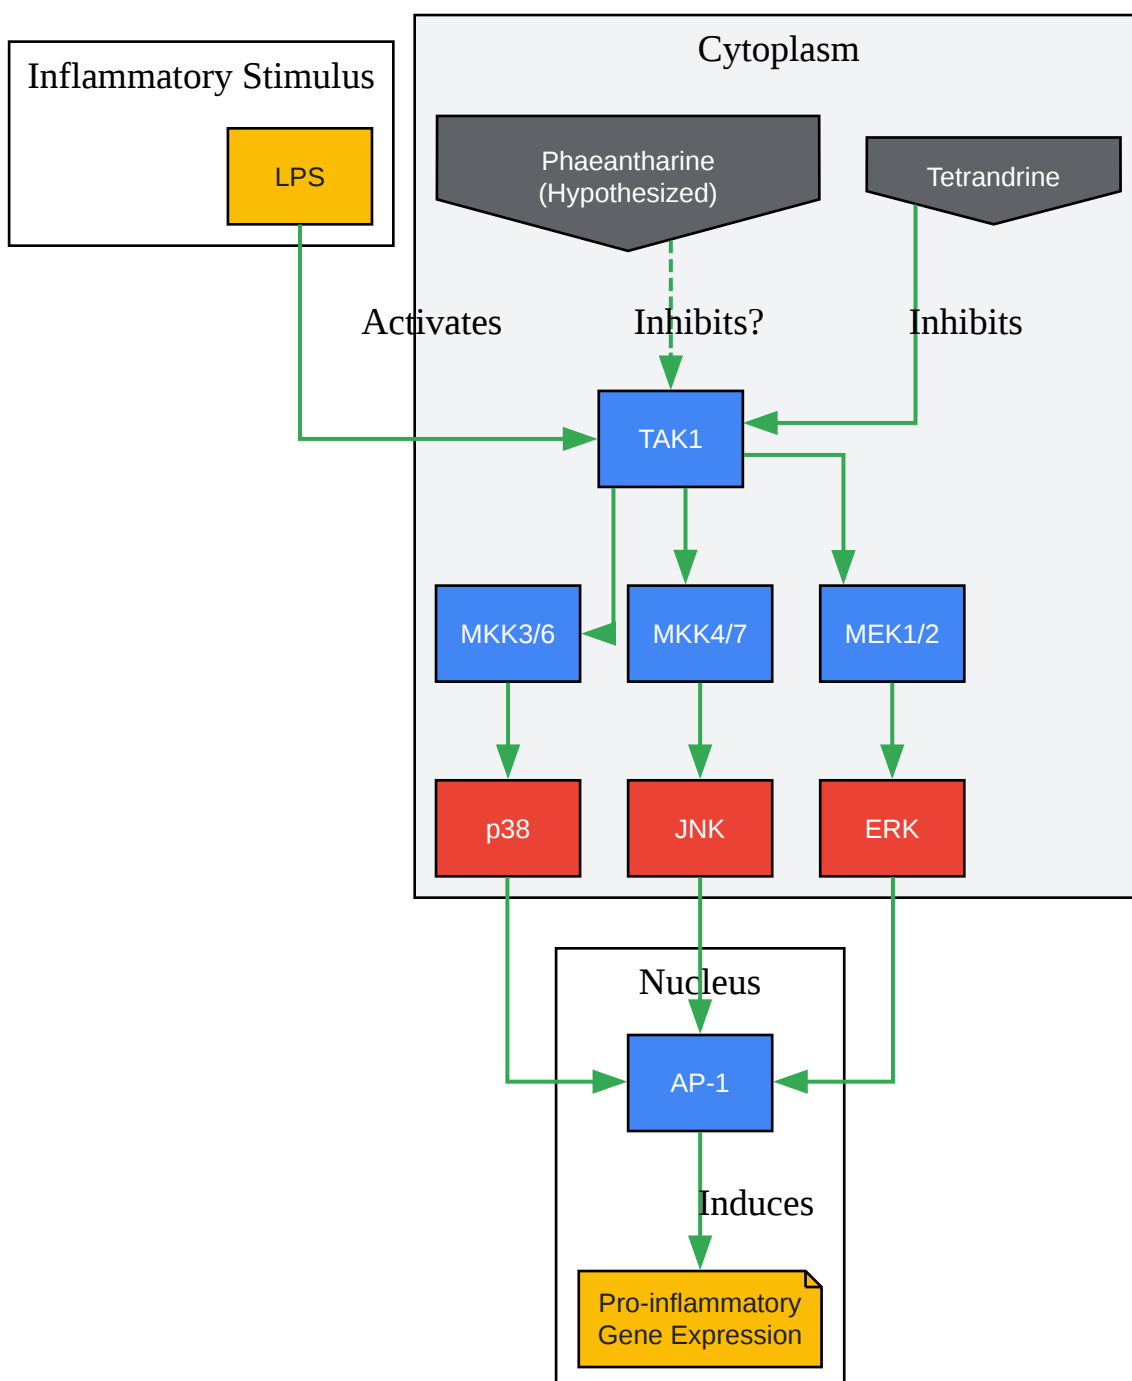 Cytoplasm
Inflammatory Stimulus
LPS
Phaeantharine
(Hypothesized)
Tetrandrine
Activates
Inhibits?
Inhibits
TAK1
MKK3/6
MKK4/7
MEK1/2
p38
JNK
ERK
Nucleus
AP-1
Induces
Pro-inflammatory
Gene Expression